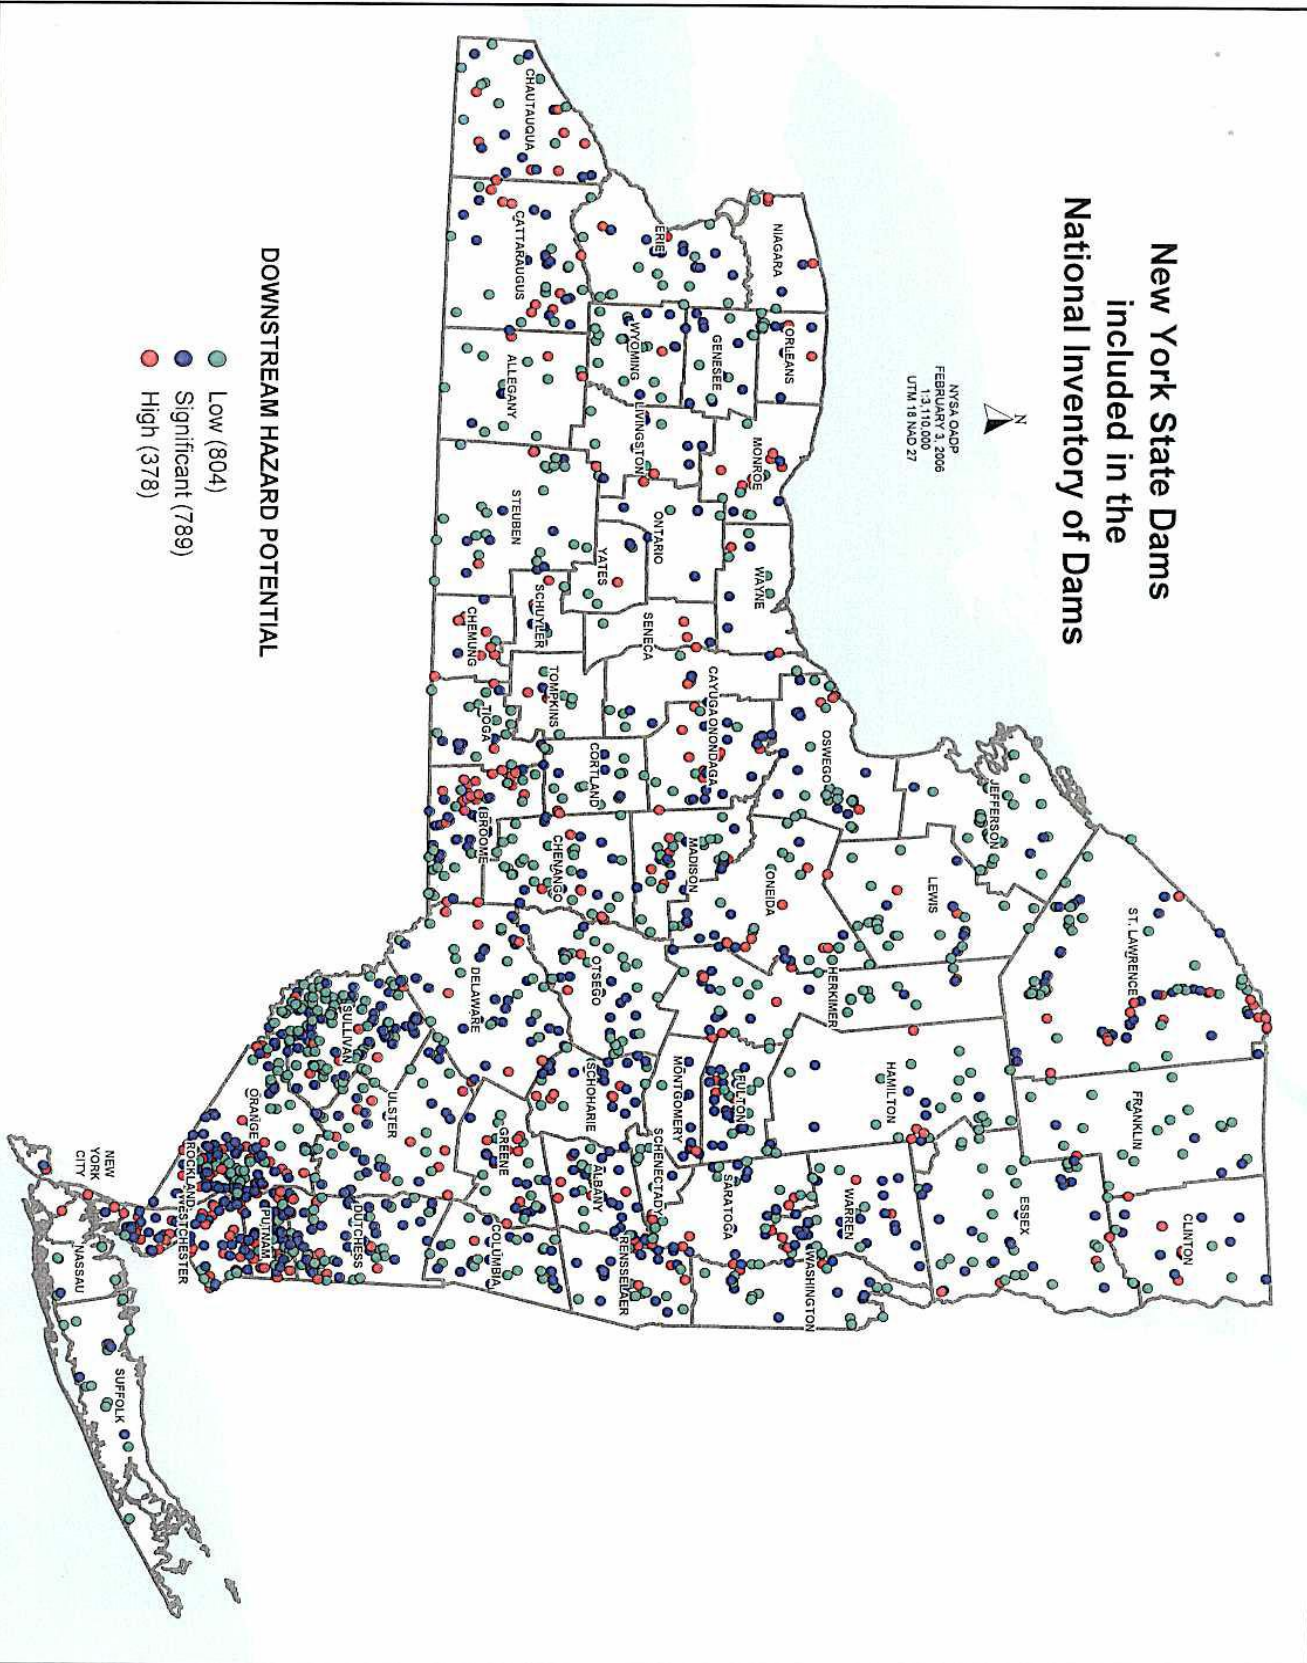 New York State Dams
included in the
National Inventory of Dams
N
NYSA OADP
FEBRUARY 3, 2006
1:3,110,000
UTM 18 NAD 27
CLINTON
FRANKLIN
ST. LAWRENCE
ESSEX
JEFFERSON
LEWIS
HAMILTON
WARREN
HERKIMER
OSWEGO
WASHINGTON
NIAGARA
ORLEANS
MONROE
WAYNE
ONEIDA
FULTON
SARATOGA
GENESEE
CAYUGA
ONONDAGA
MADISON
MONTGOMERY
ERIE
WYOMING
LIVINGSTON
ONTARIO
SENECA
SCHENECTADY
RENSSELAER
YATES
CORTLAND
OTSEGO
SCHOHARIE
ALBANY
CHAUTAUQUA
CATTARAUGUS
ALLEGANY
STEUBEN
SCHUYLER
TOMPKINS
CHENANGO
CHEMUNG
TIOGA
BROOME
DELAWARE
GREENE
COLUMBIA
ULSTER
DUTCHESS
SULLIVAN
ORANGE
PUTNAM
ROCKLAND
WESTCHESTER
NEW
YORK
CITY
NASSAU
SUFFOLK
DOWNSTREAM HAZARD POTENTIAL
Low (804)
Significant (789)
High (378)